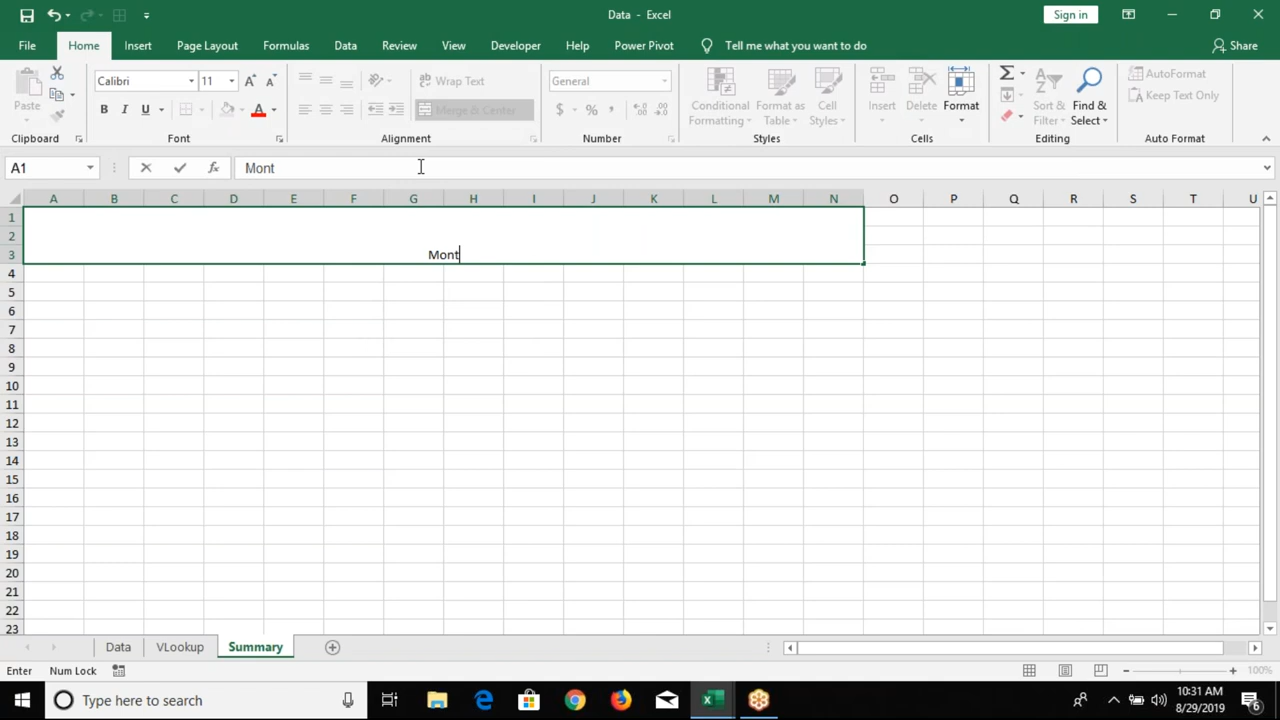 Data - Excel
Sign in
File Home Insert Page Layout Formulas Data Review View Developer Help Power Pivot Tell me what you want to do Share
Paste
Calibri 11
B I U A
Wrap Text
Merge & Center
General
$ %
Conditional Formatting
Format as Table
Cell Styles
Insert
Delete
Format
Sort & Filter
Find & Select
AutoFormat
Keep Text Only
Clipboard Font Alignment Number Styles Cells Editing Auto Format
A1 fx Mont
A B C D E F G H I J K L M N O P Q R S T U
1
2
3 Mont
4
5
6
7
8
9
10
11
12
13
14
15
16
17
18
19
20
21
22
23
Data VLookup Summary
Enter Num Lock 100%
Type here to search
10:31 AM
8/29/2019
6